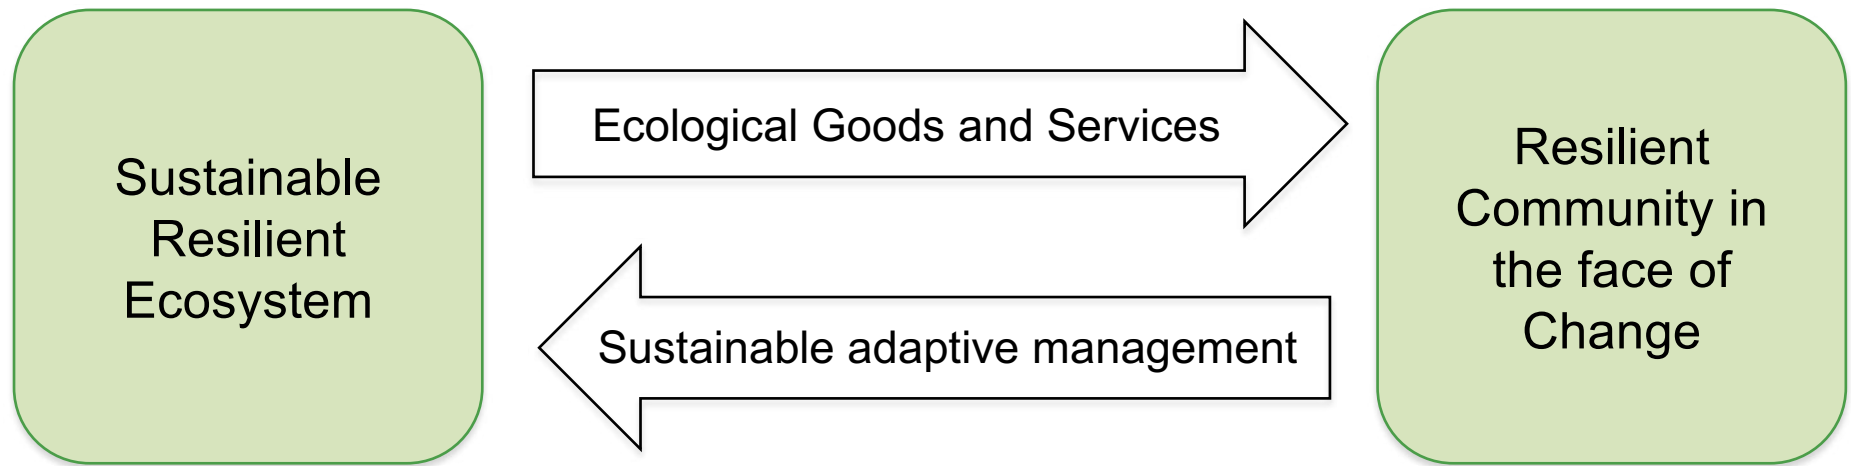 Sustainable
Resilient
Ecosystem
Ecological Goods and Services
Sustainable adaptive management
Resilient
Community in
the face of
Change